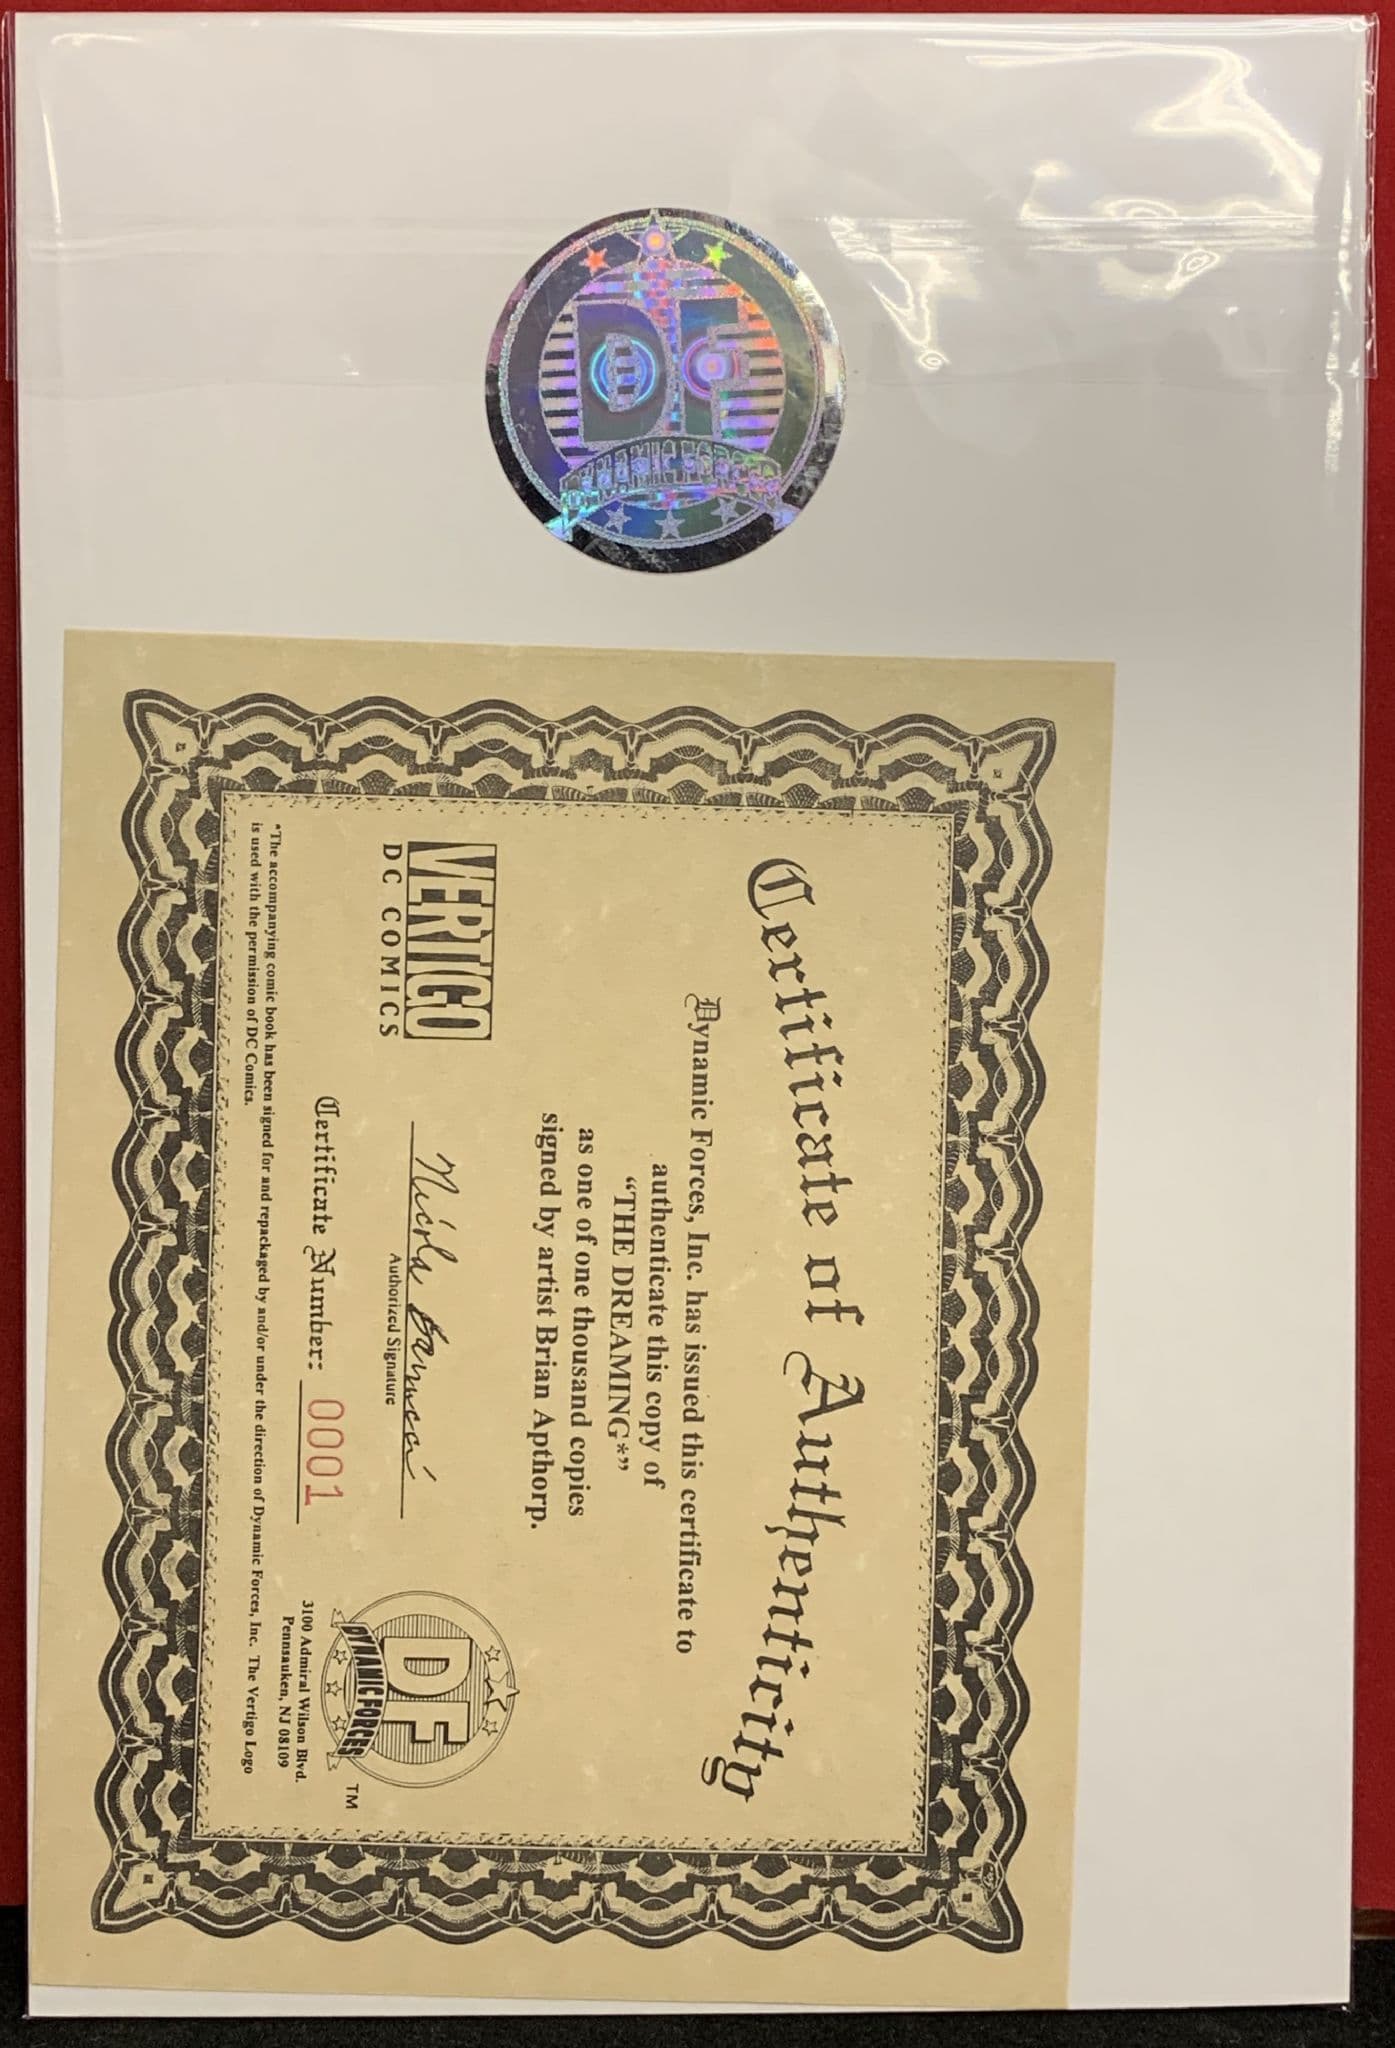 DF
DYNAMIC FORCES
Certificate of Authenticity
Dynamic Forces, Inc. has issued this certificate to
authenticate this copy of
“THE DREAMING*”
as one of one thousand copies
signed by artist Brian Apthorp.
VERTIGO
DC COMICS
Authorized Signature
Certificate Number: 0001
DF
DYNAMIC FORCES
TM
3100 Admiral Wilson Blvd.
Pennsauken, NJ 08109
*The accompanying comic book has been signed for and repackaged by and/or under the direction of Dynamic Forces, Inc. The Vertigo Logo
is used with the permission of DC Comics.